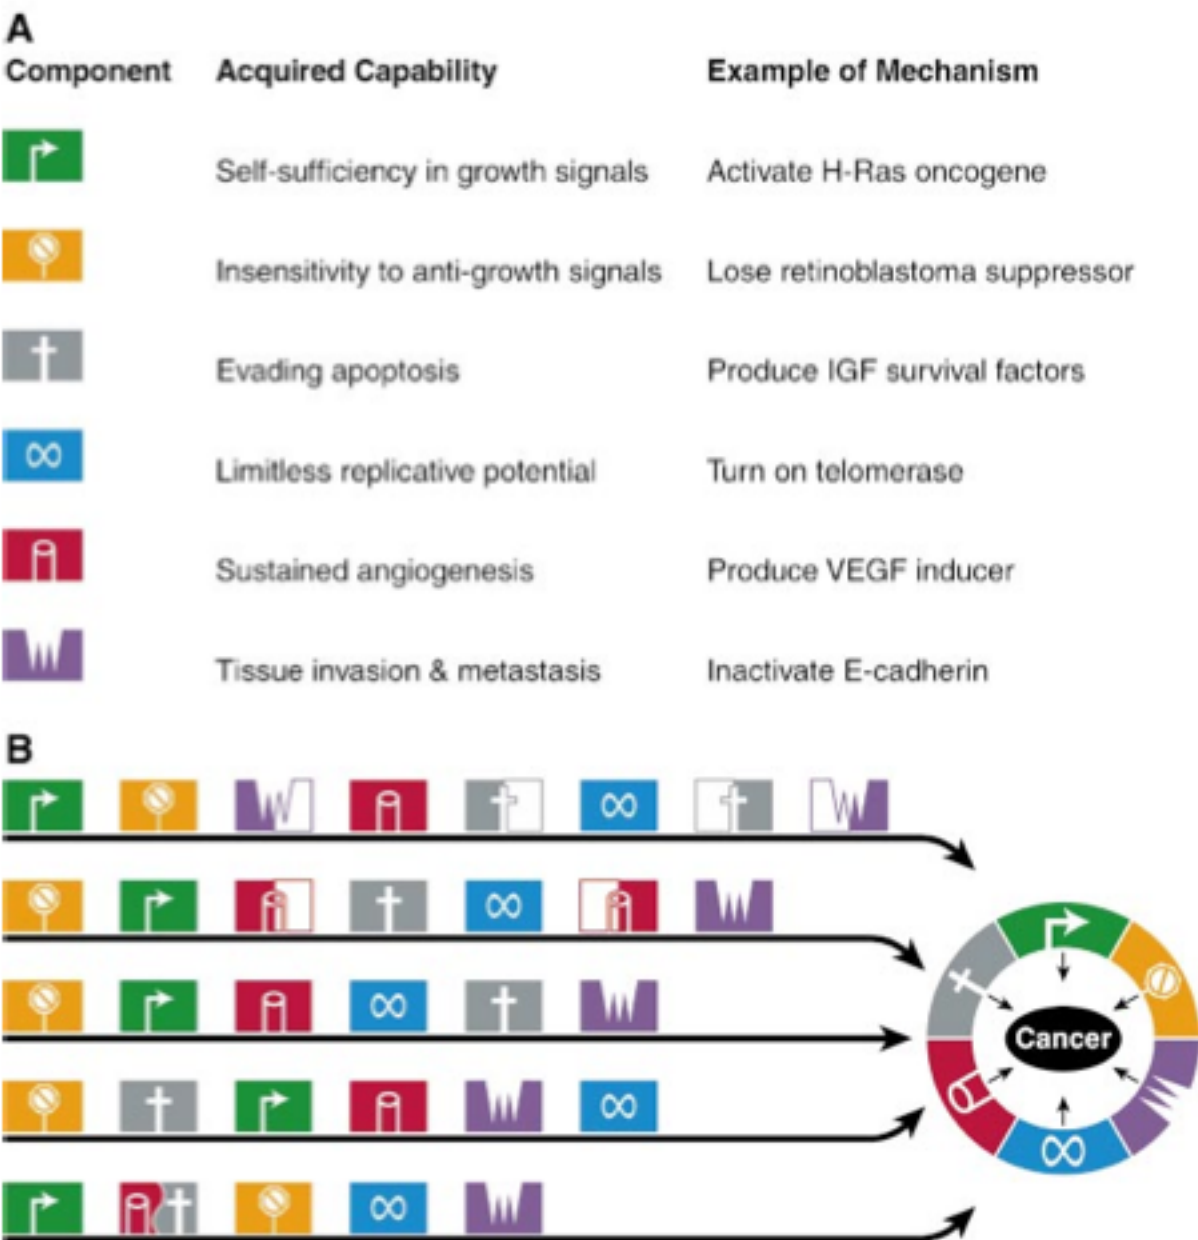 A
Component Acquired Capability Example of Mechanism
Self-sufficiency in growth signals Activate H-Ras oncogene
Insensitivity to anti-growth signals Lose retinoblastoma suppressor
Evading apoptosis Produce IGF survival factors
∞ Limitless replicative potential Turn on telomerase
Sustained angiogenesis Produce VEGF inducer
Tissue invasion & metastasis Inactivate E-cadherin
B
Cancer